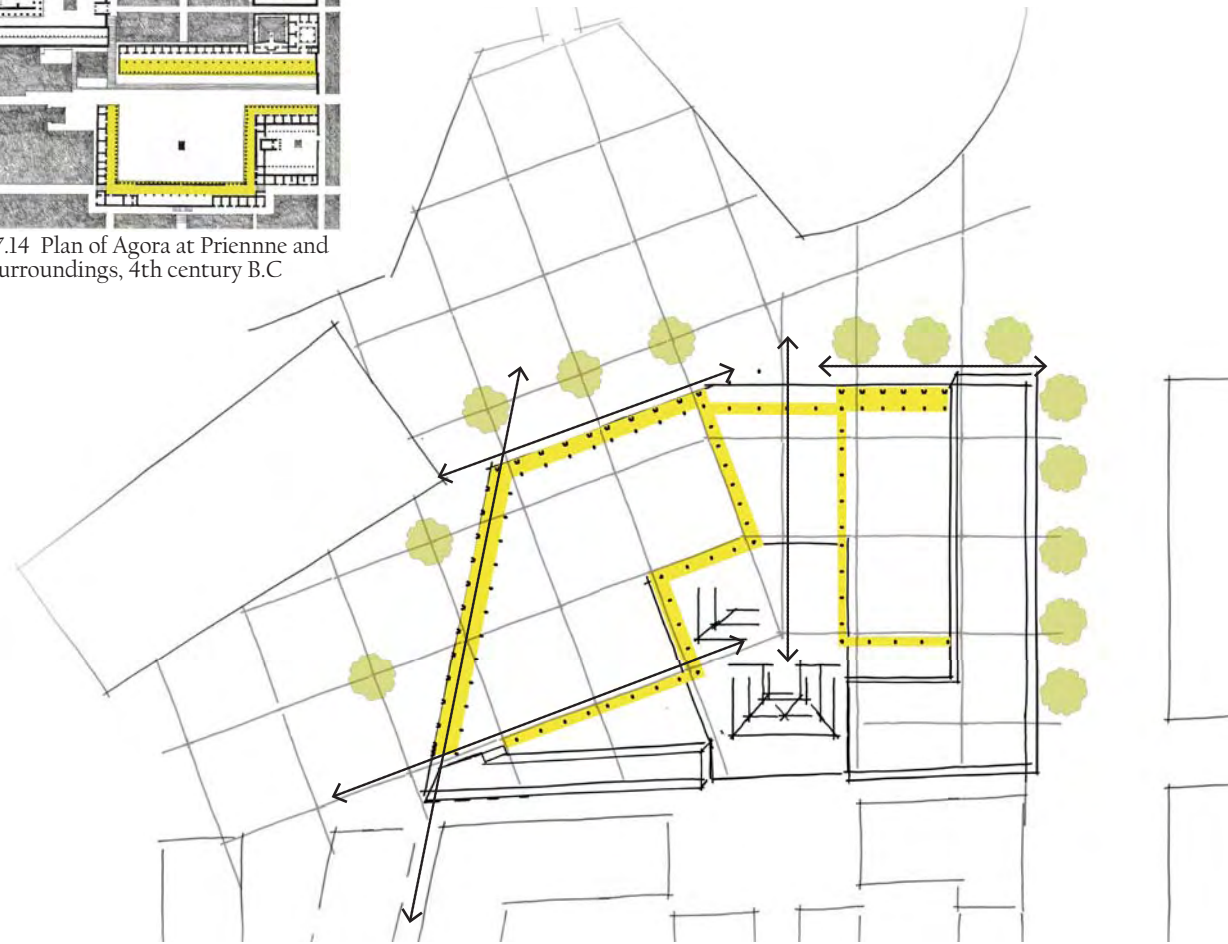 7.14 Plan of Agora at Priennne and
urroundings, 4th century B.C